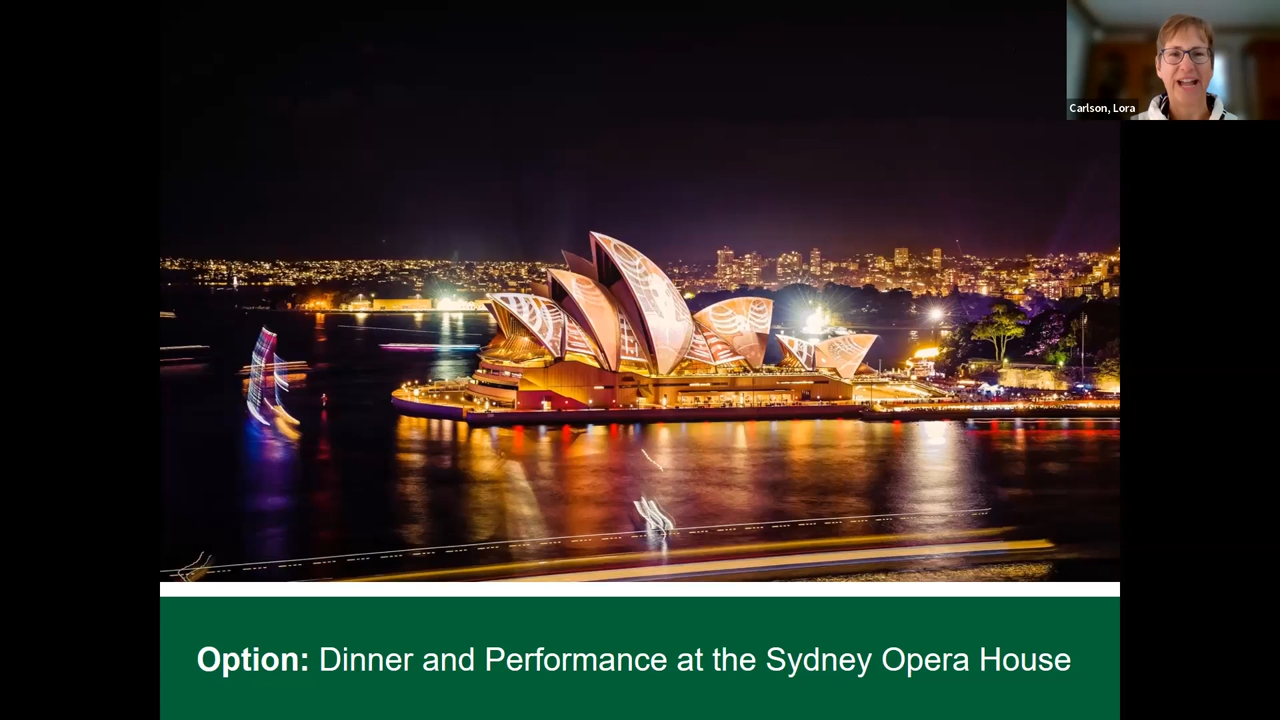 Carlson, Lora
Option: Dinner and Performance at the Sydney Opera House